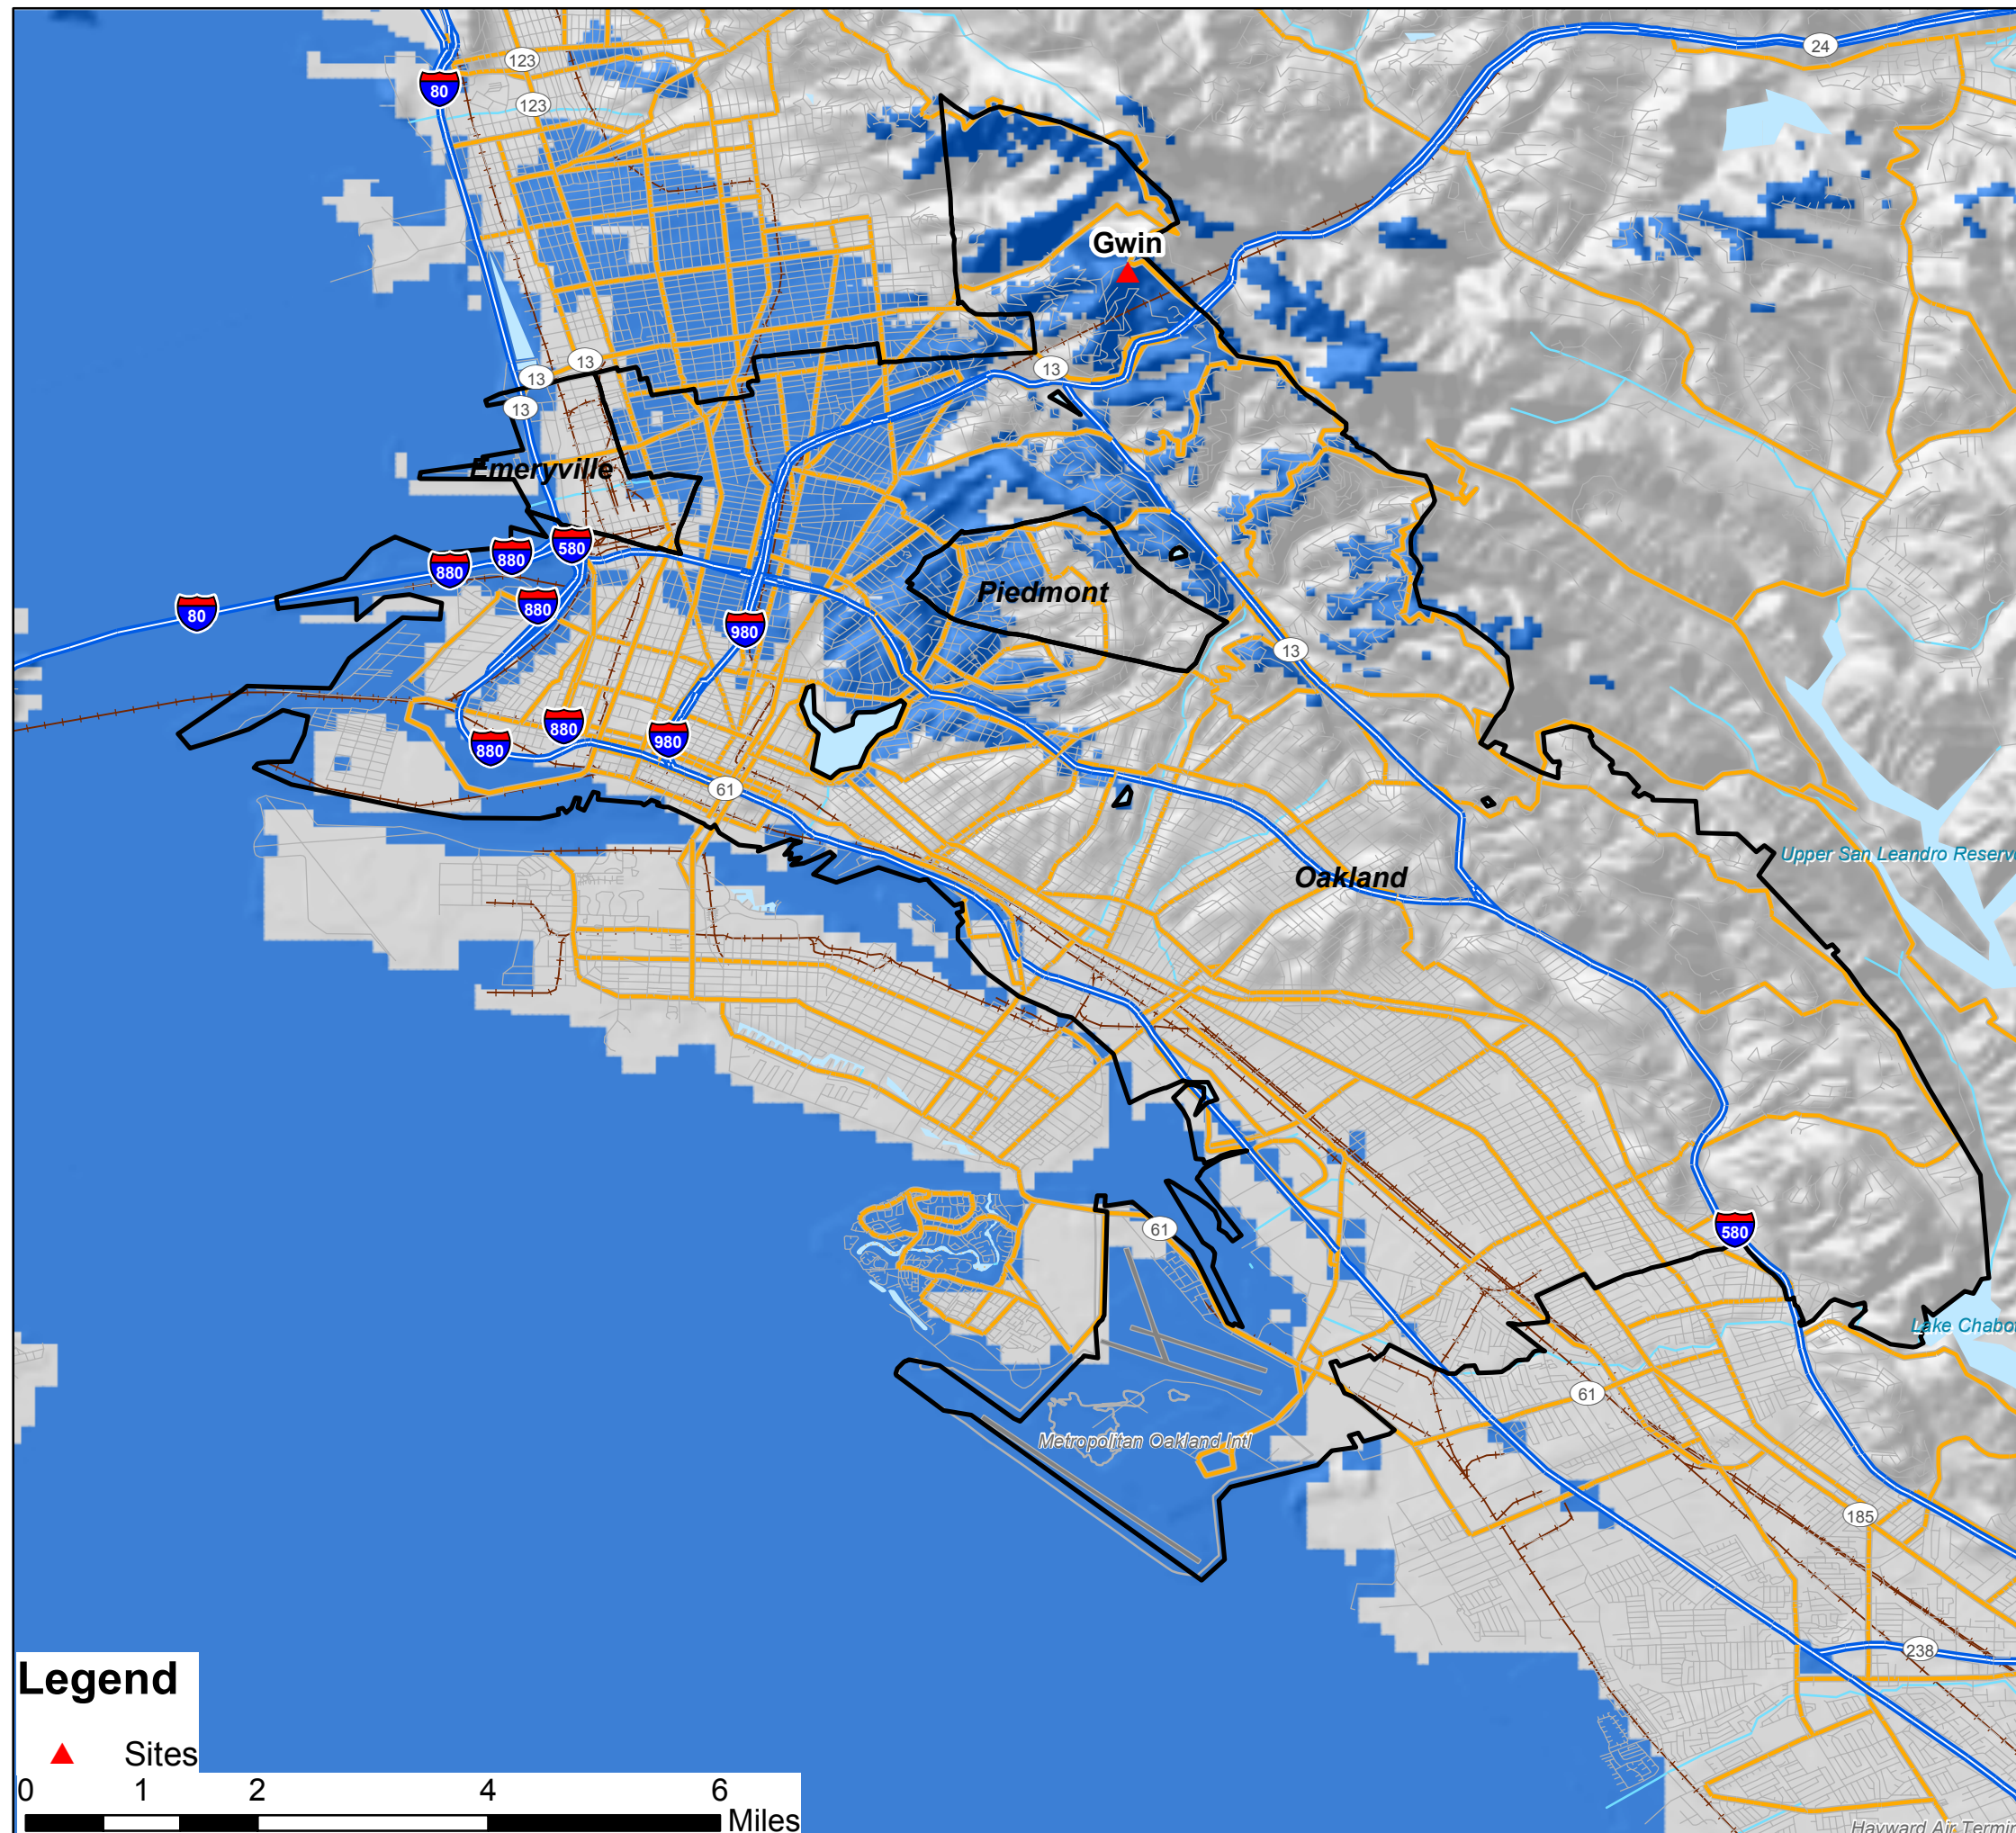 24
123
80
123
Gwin
13
13
13
13
Emeryville
580
880
880
Piedmont
880
80
980
13
880
980
880
61
Upper San Leandro Reserv
Oakland
61
580
Lake Chabo
61
Metropolitan Oakland Intl
185
238
Legend
Sites
0 1 2 4 6
Miles
Hayward Air Termin